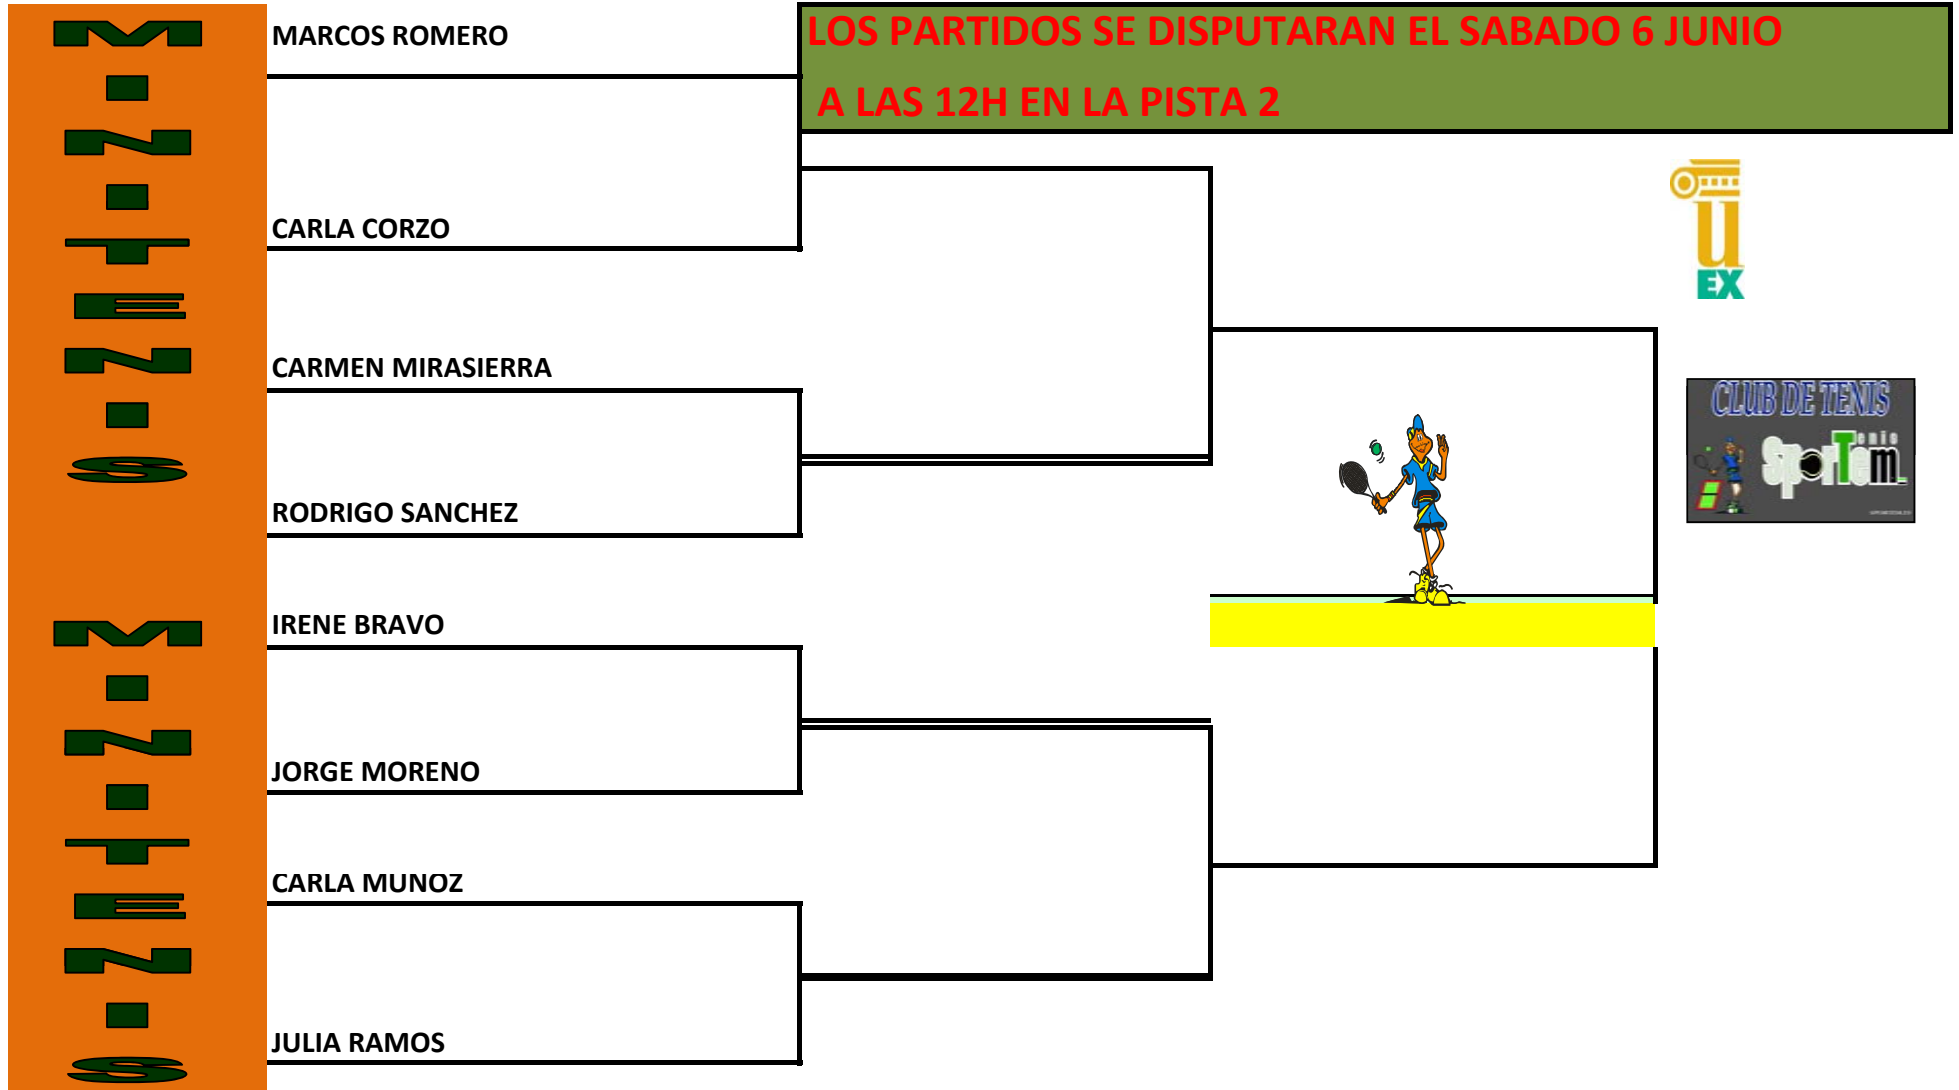 MINITENIS
MINITENIS
MARCOS ROMERO
LOS PARTIDOS SE DISPUTARAN EL SABADO 6 JUNIO
A LAS 12H EN LA PISTA 2
CARLA CORZO
CARMEN MIRASIERRA
RODRIGO SANCHEZ
IRENE BRAVO
JORGE MORENO
CARLA MUNOZ
JULIA RAMOS
u
EX
CLUB DE TENIS
Tenis
SporTem